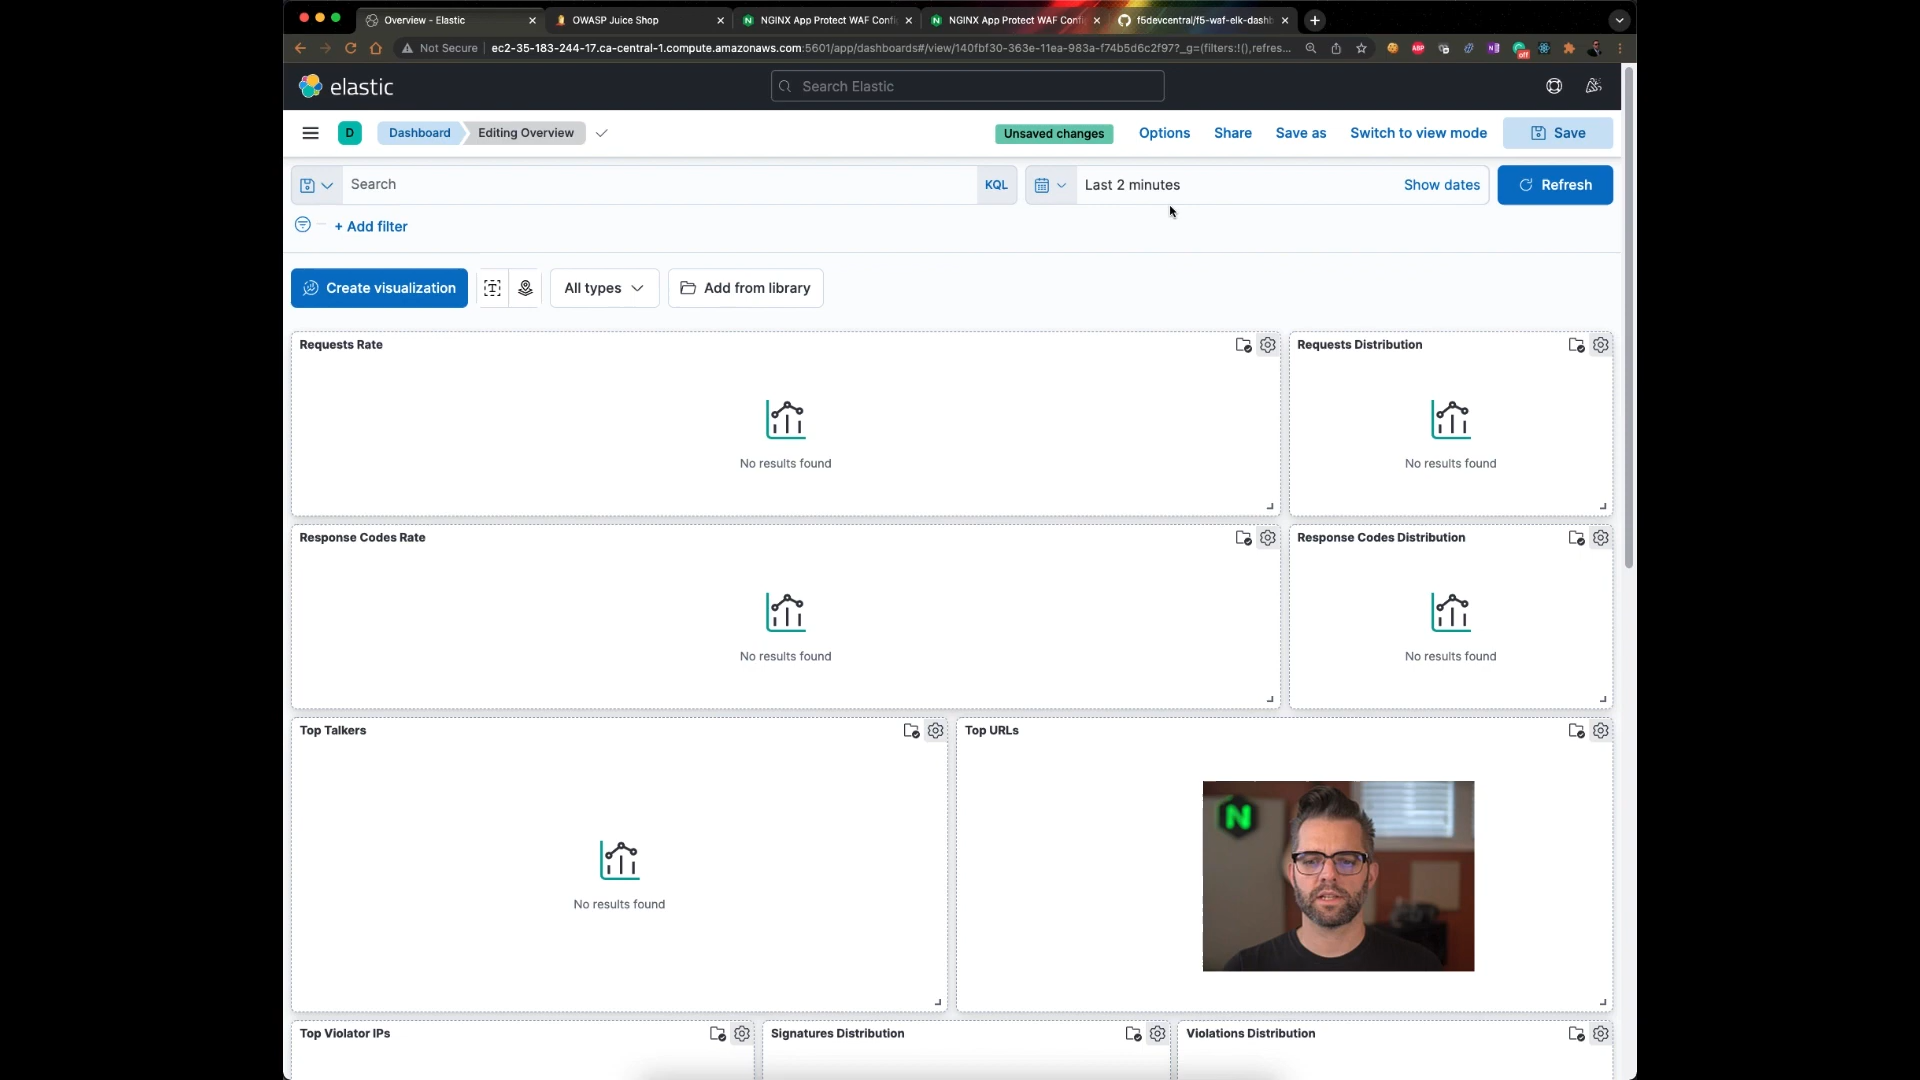 Overview - Elastic
OWASP Juice Shop
NGINX App Protect WAF Confi
NGINX App Protect WAF Confi
f5devcentral/f5-waf-elk-dashb
Not Secure
ec2-35-183-244-17.ca-central-1.compute.amazonaws.com:5601/app/dashboards#/view/140fbf30-363e-11ea-983a-f74b5d6c2f97?_g=(filters:!(),refres...
ABP
off
elastic
Search Elastic
D
Dashboard
Editing Overview
Unsaved changes
Options
Share
Save as
Switch to view mode
Save
Search
KQL
Last 2 minutes
Show dates
Refresh
+ Add filter
Create visualization
All types
Add from library
Requests Rate
No results found
Requests Distribution
No results found
Response Codes Rate
No results found
Response Codes Distribution
No results found
Top Talkers
No results found
Top URLs
N
Top Violator IPs
Signatures Distribution
Violations Distribution